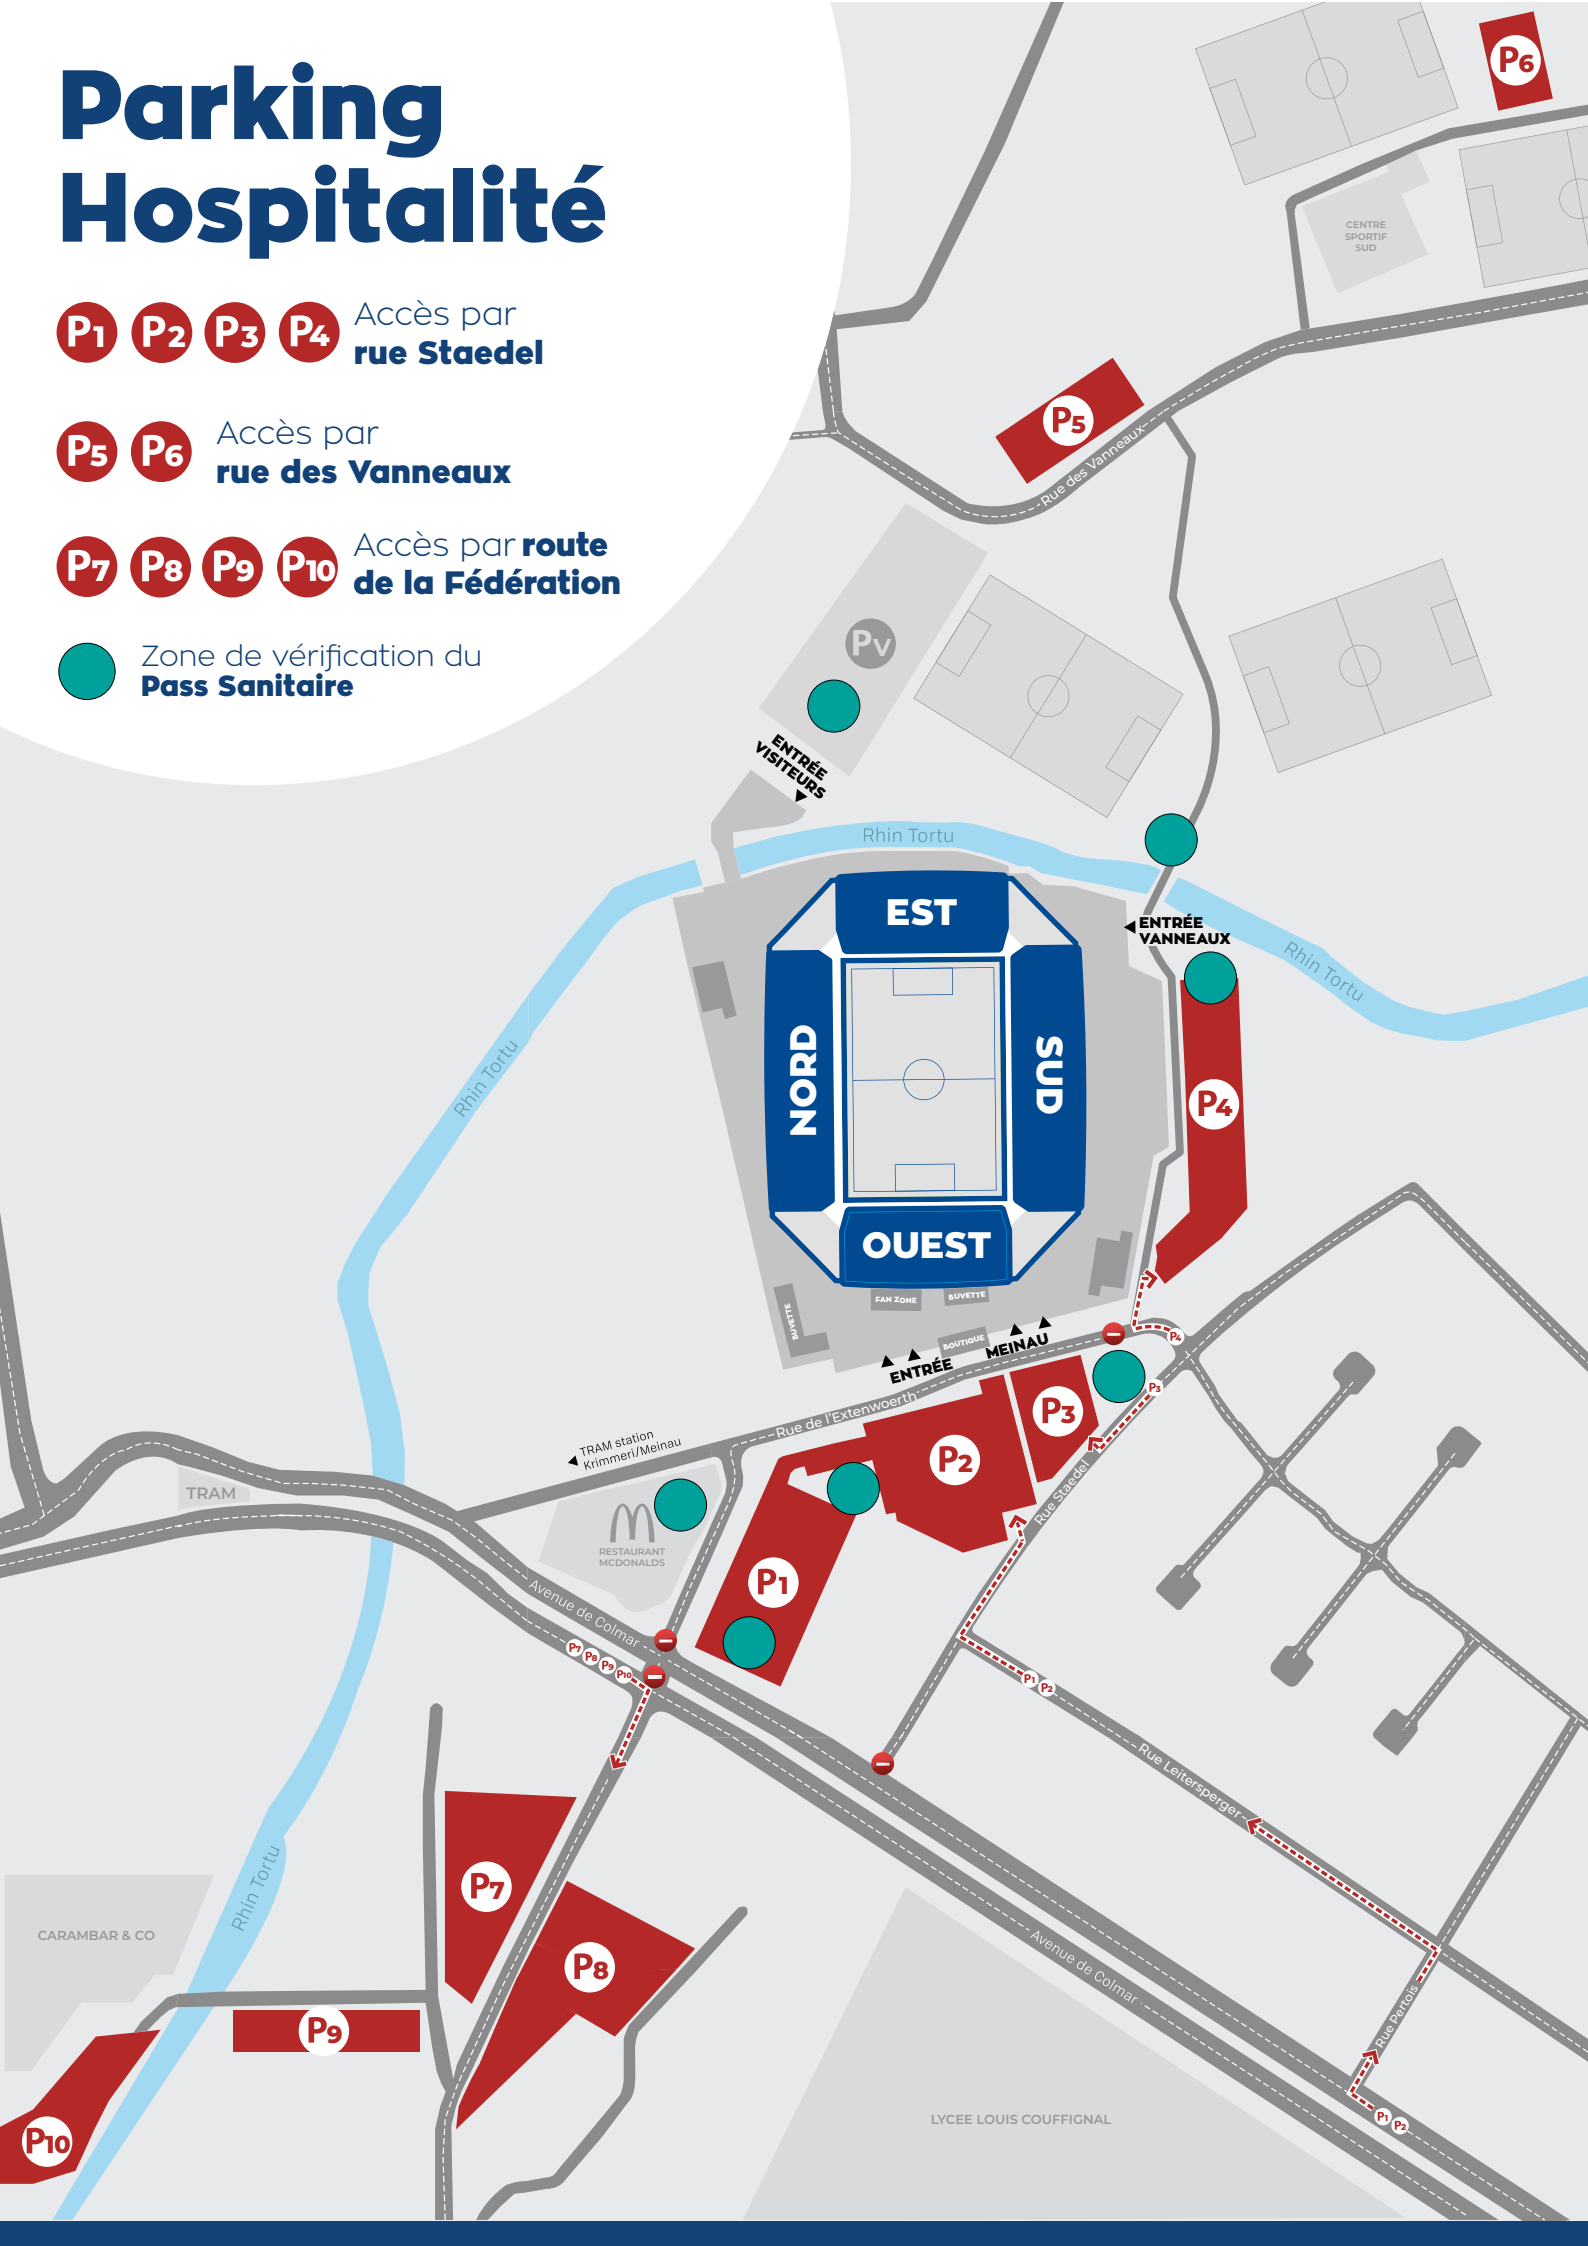 Parking
Hospitalité
P1 P2 P3 P4 Accès par
rue Staedel
P5 P6 Accès par
rue des Vanneaux
P7 P8 P9 P10 Accès par route
de la Fédération
Zone de vérification du
Pass Sanitaire
P6
CENTRE
SPORTIF
SUD
P5
Rue des Vanneaux
PV
ENTRÉE
VISITEURS
Rhin Tortu
ENTRÉE
VANNEAUX
Rhin Tortu
Rhin Tortu
EST
NORD
SUD
OUEST
P4
FAN ZONE
BUVETTE
BUVETTE
BOUTIQUE
ENTRÉE
MEINAU
P4
P3
P3
Rue de l'Extenwoerth
TRAM station
Krimmeri/Meinau
P2
TRAM
Rue Staedel
RESTAURANT
MCDONALDS
P1
Avenue de Colmar
P7
P8
P9
P10
P1
P2
Rue Leitersperger
P7
Rhin Tortu
CARAMBAR & CO
P8
Avenue de Colmar
P9
Rue Pertois
P10
LYCEE LOUIS COUFFIGNAL
P1
P2